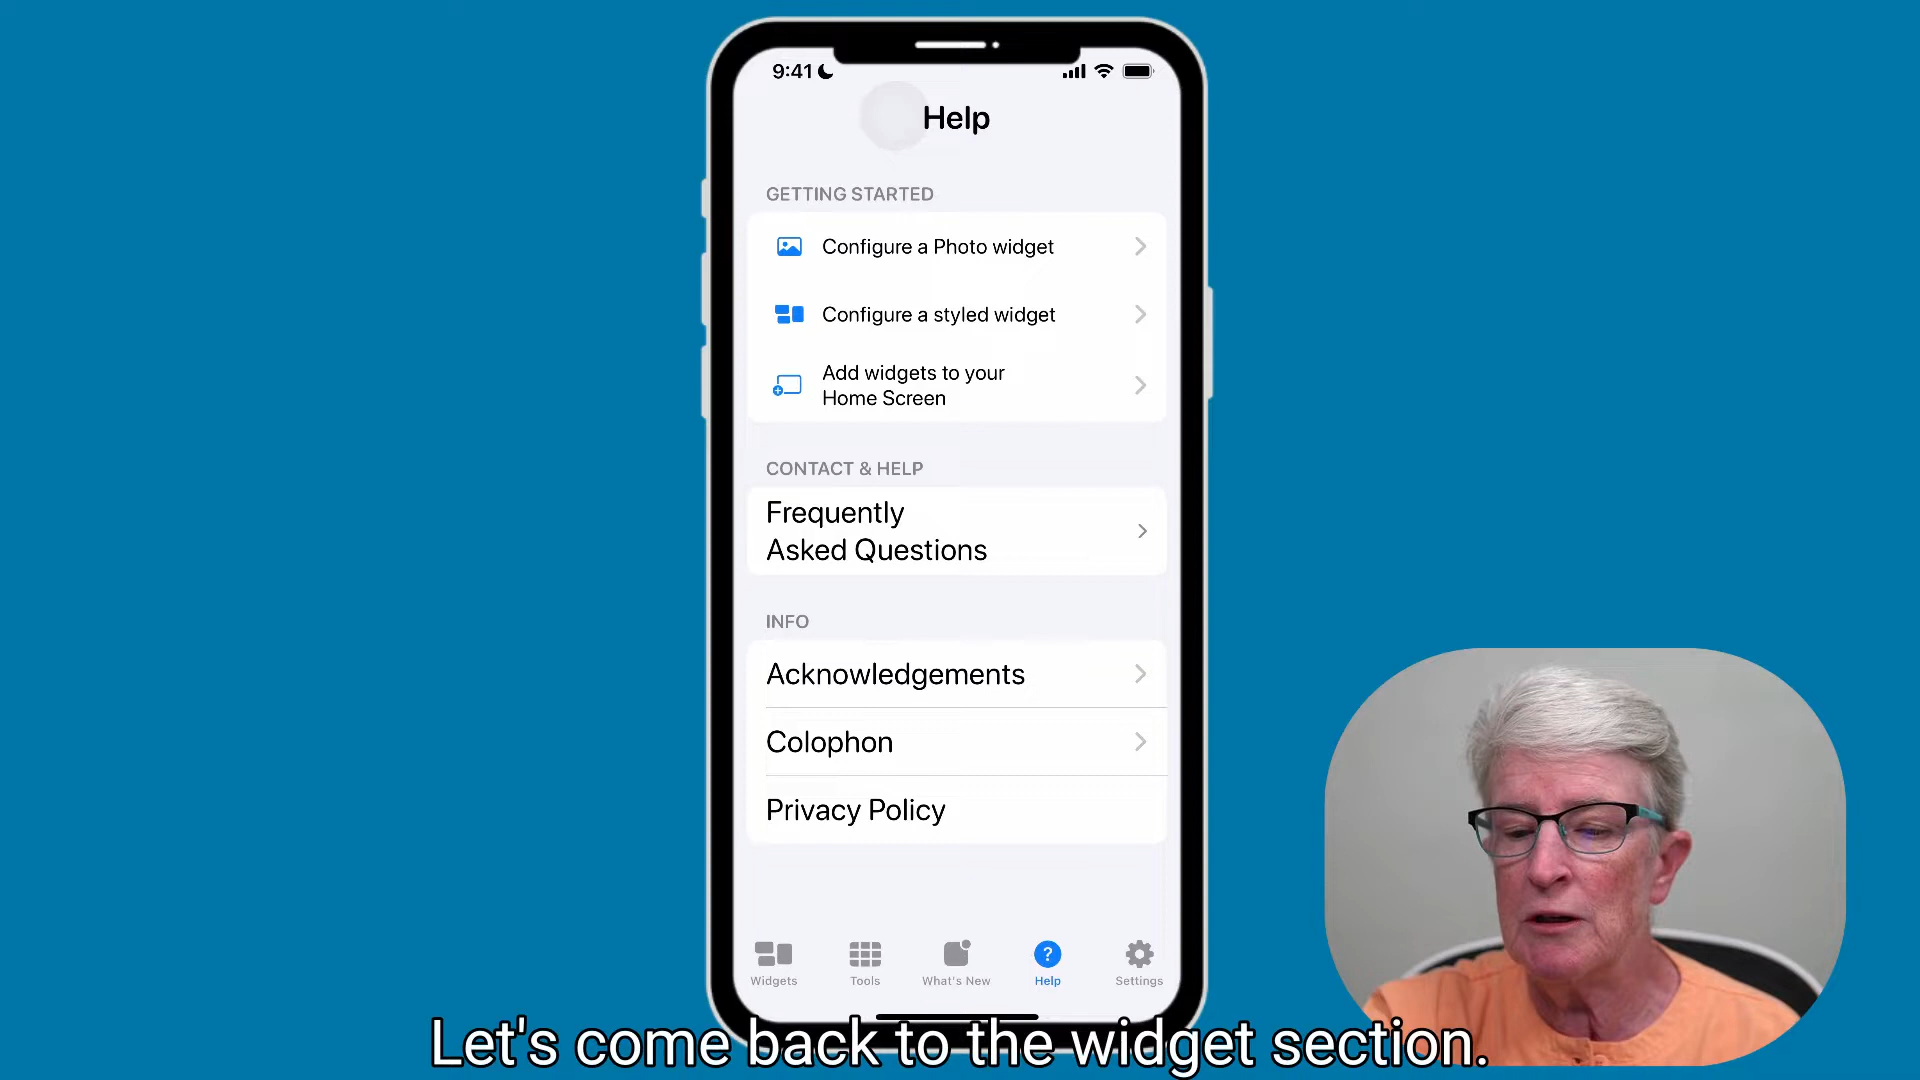 9:41
Help
GETTING STARTED
Configure a Photo widget
Configure a styled widget
Add widgets to your
Home Screen
CONTACT & HELP
Frequently
Asked Questions
INFO
Acknowledgements
Colophon
Privacy Policy
Widgets
Tools
What's New
?
Help
Settings
Let's come back to the widget section.